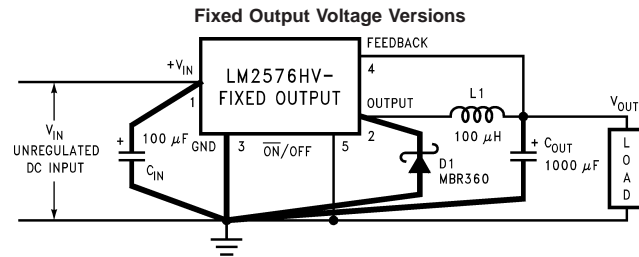 Fixed Output Voltage Versions
FEEDBACK
+VIN
LM2576HV-
FIXED OUTPUT
4
1
OUTPUT
L1
VOUT
VIN
UNREGULATED
DC INPUT
+
100 μF
CIN
GND
3
ON/OFF
5
2
100 μH
D1
MBR360
+
COUT
1000 μF
L
O
A
D